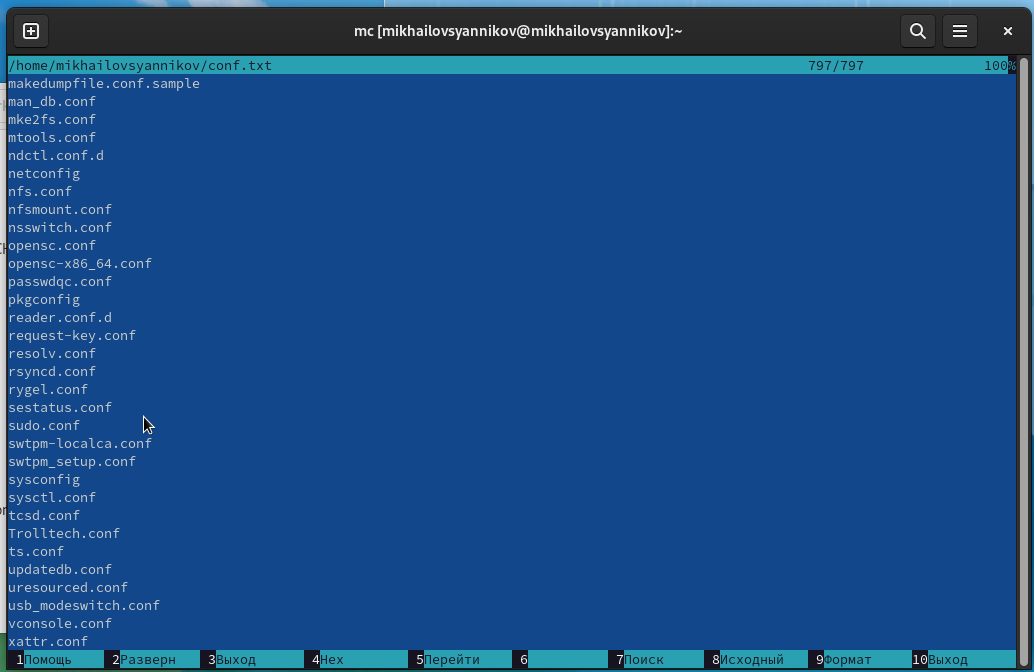 mc [mikhailovsyannikov@mikhailovsyannikov]:~
/home/mikhailovsyannikov/conf.txt 797/797 100%
makedumpfile.conf.sample
man_db.conf
mke2fs.conf
mtools.conf
ndctl.conf.d
netconfig
nfs.conf
nfsmount.conf
nsswitch.conf
opensc.conf
opensc-x86_64.conf
passwdqc.conf
pkgconfig
reader.conf.d
request-key.conf
resolv.conf
rsyncd.conf
rygel.conf
sestatus.conf
sudo.conf
swtpm-localca.conf
swtpm_setup.conf
sysconfig
sysctl.conf
tcsd.conf
Trolltech.conf
ts.conf
updatedb.conf
uresourced.conf
usb_modeswitch.conf
vconsole.conf
xattr.conf
1Помощь 2Разверн 3Выход 4Hex 5Перейти 6 7Поиск 8Исходный 9Формат 10Выход